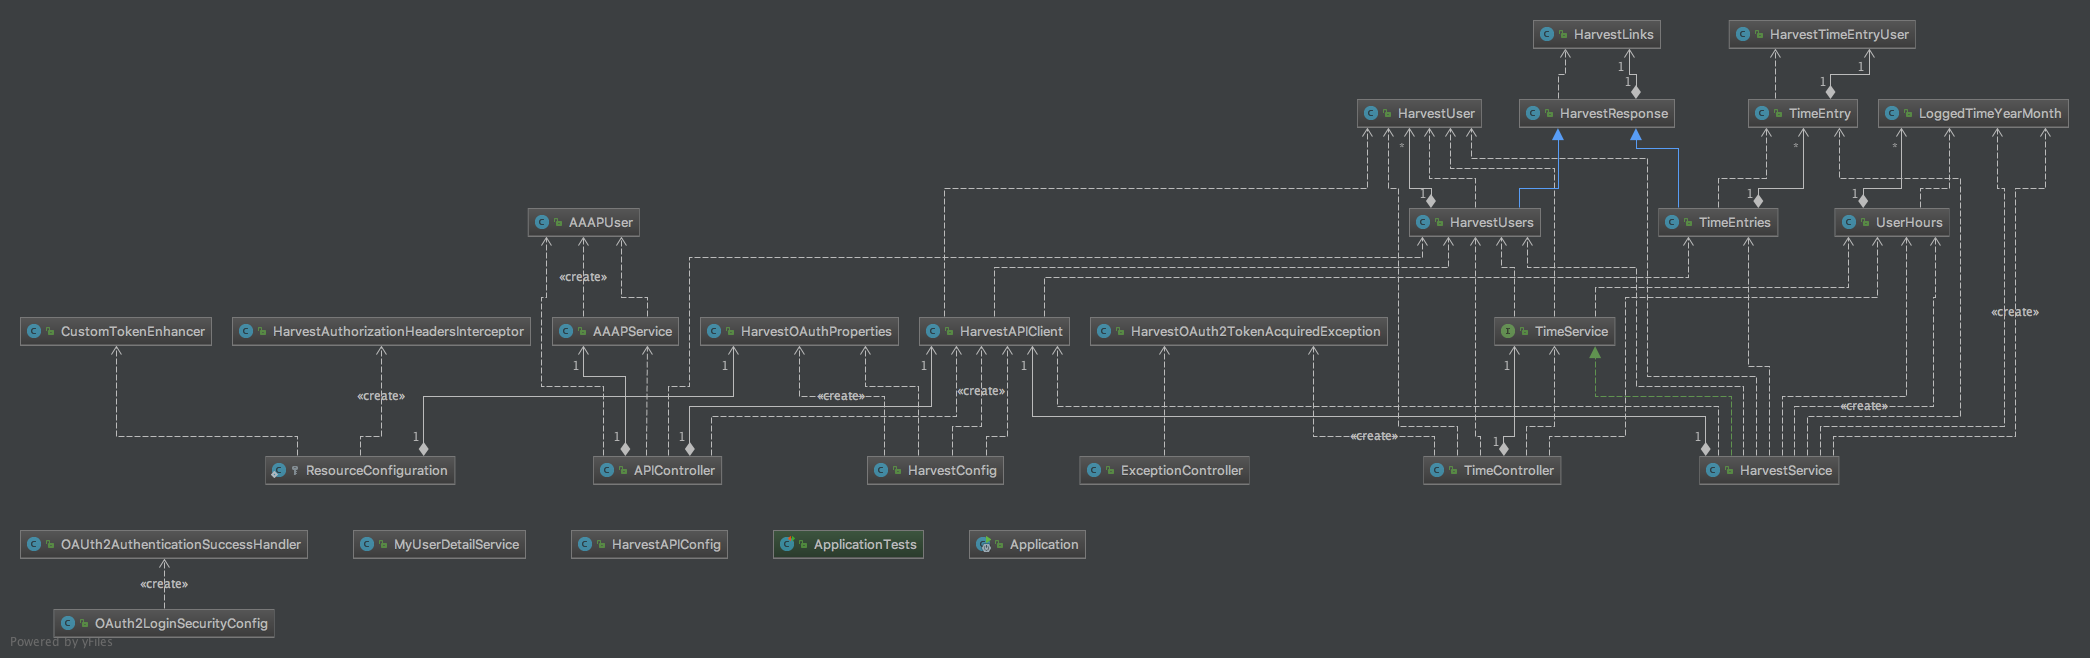 HarvestLinks
HarvestTimeEntryUser
1
1
1
1
HarvestUser
HarvestResponse
TimeEntry
LoggedTimeYearMonth
*
*
*
1
1
1
AAAPUser
HarvestUsers
TimeEntries
UserHours
«create»
«create»
CustomTokenEnhancer
HarvestAuthorizationHeadersInterceptor
AAAPService
HarvestOAuthProperties
HarvestAPIClient
HarvestOAuth2TokenAcquiredException
TimeService
1
1
1
1
1
«create»
«create»
«create»
«create»
1
1
1
«create»
1
1
ResourceConfiguration
APIController
HarvestConfig
ExceptionController
TimeController
HarvestService
OAUth2AuthenticationSuccessHandler
MyUserDetailService
HarvestAPIConfig
ApplicationTests
Application
«create»
OAuth2LoginSecurityConfig
Powered by yFiles